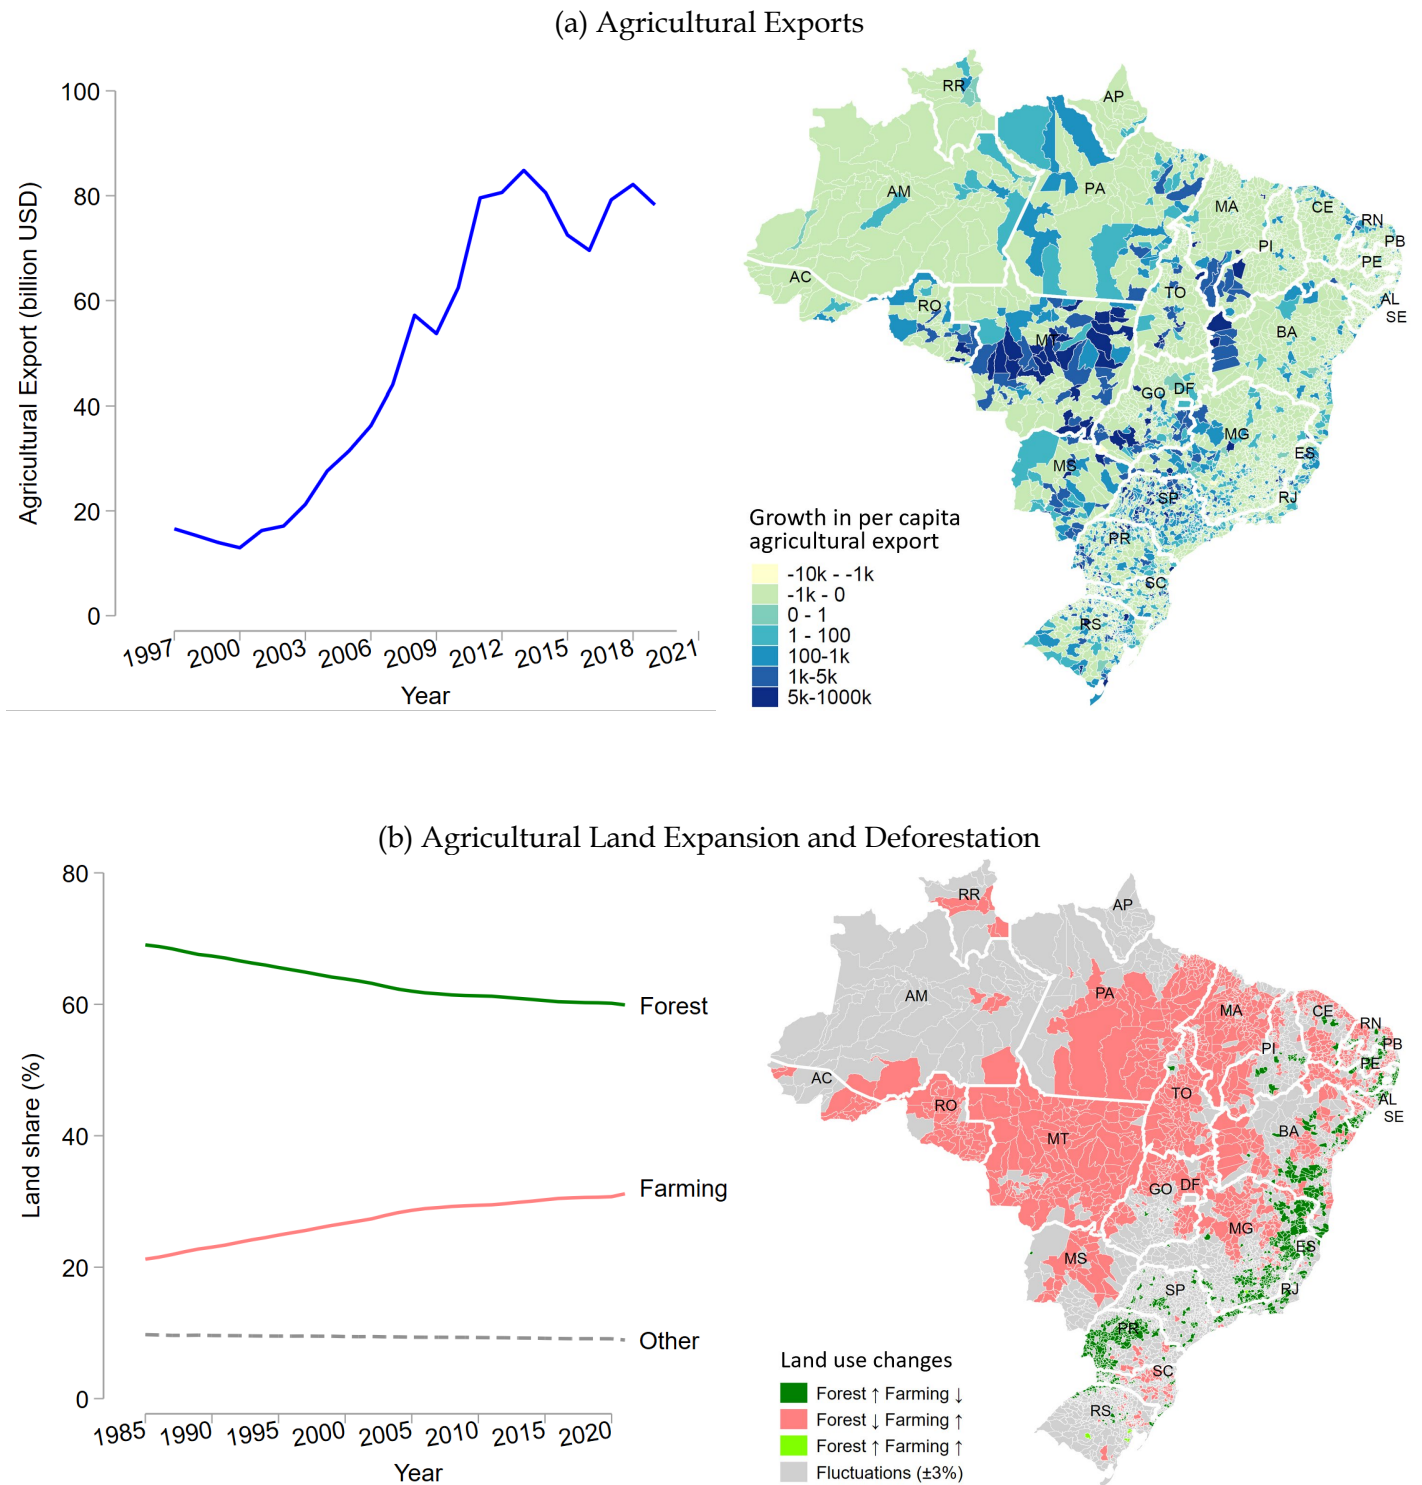 (a) Agricultural Exports
Agricultural Export (billion USD)
100
80
60
40
20
0
1997
2000
2003
2006
2009
2012
2015
2018
2021
Year
RR
AP
AM
PA
MA
CE
RN
PB
PI
PE
AC
TO
RO
AL
SE
BA
MT
GO
DF
MG
ES
MS
SP
RJ
PR
SC
RS
Growth in per capita
agricultural export
-10k - -1k
-1k - 0
0 - 1
1 - 100
100-1k
1k-5k
5k-1000k
(b) Agricultural Land Expansion and Deforestation
Land share (%)
80
60
40
20
0
Forest
Farming
Other
1985
1990
1995
2000
2005
2010
2015
2020
Year
RR
AP
AM
PA
MA
CE
RN
PB
PI
PE
AC
TO
RO
AL
SE
BA
MT
GO
DF
MG
ES
MS
SP
RJ
PR
SC
RS
Land use changes
Forest ↑ Farming ↓
Forest ↓ Farming ↑
Forest ↑ Farming ↑
Fluctuations (±3%)